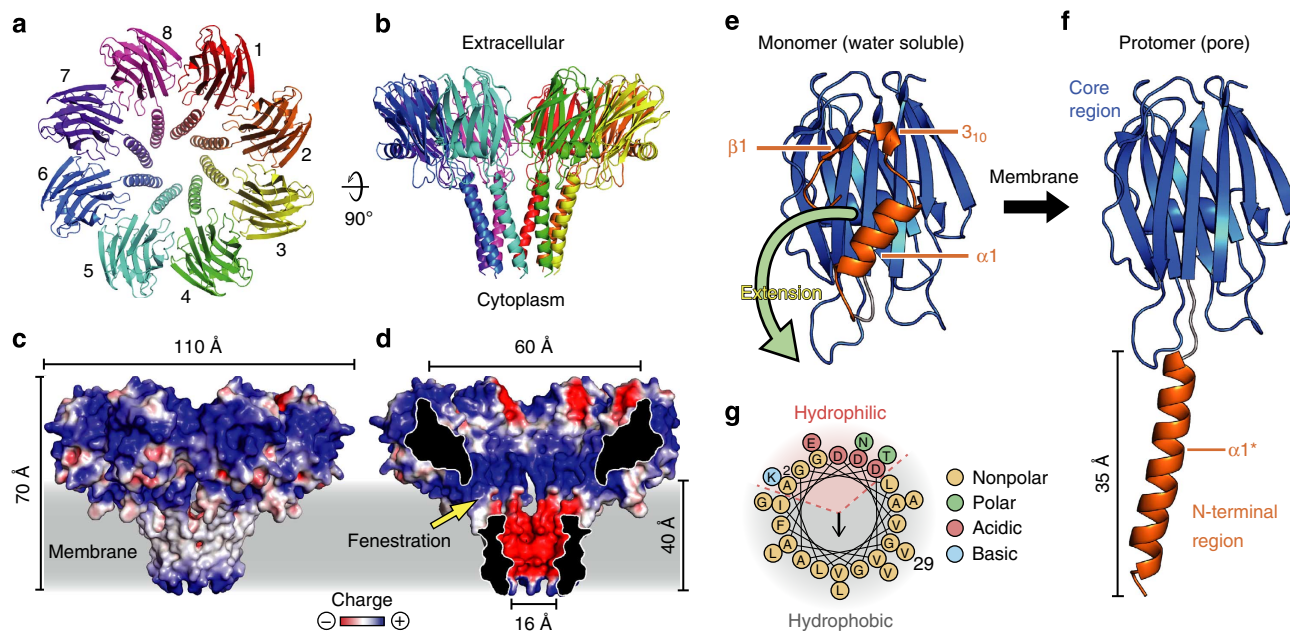 a
8
1
7
2
6
3
5
4
90°
b
Extracellular
Cytoplasm
c
110 Å
70 Å
Membrane
Charge
− +
d
60 Å
Fenestration
40 Å
16 Å
e
Monomer (water soluble)
Core
region
β1
3₁₀
Extension
α1
Membrane
f
Protomer (pore)
35 Å
α1*
N-terminal
region
g
Hydrophilic
E N T
K 2 A G G D D D L
G I A A
F V
L A G V
A L V G V V 29
L
Hydrophobic
Nonpolar
Polar
Acidic
Basic